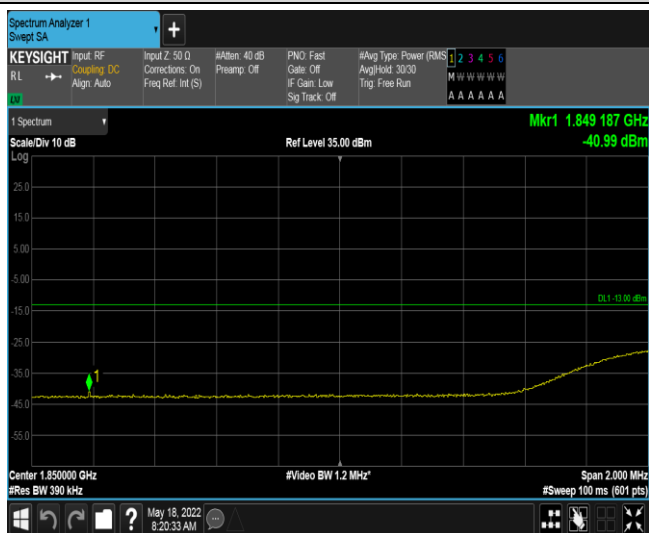 Spectrum Analyzer 1
Swept SA
+
KEYSIGHT
RL
LXI
Input: RF
Coupling: DC
Align: Auto
Input Z: 50 Ω
Corrections: On
Freq Ref: Int (S)
#Atten: 40 dB
Preamp: Off
PNO: Fast
Gate: Off
IF Gain: Low
Sig Track: Off
#Avg Type: Power (RMS
Avg|Hold: 30/30
Trig: Free Run
1 2 3 4 5 6
M W W W W W
A A A A A A
1 Spectrum
Mkr1 1.849 187 GHz
-40.99 dBm
Scale/Div 10 dB
Ref Level 35.00 dBm
Log
25.0
15.0
5.00
-5.00
DL1 -13.00 dBm
-15.0
-25.0
-35.0
1
-45.0
-55.0
Center 1.850000 GHz
#Video BW 1.2 MHz*
Span 2.000 MHz
#Res BW 390 kHz
#Sweep 100 ms (601 pts)
?
May 18, 2022
8:20:33 AM